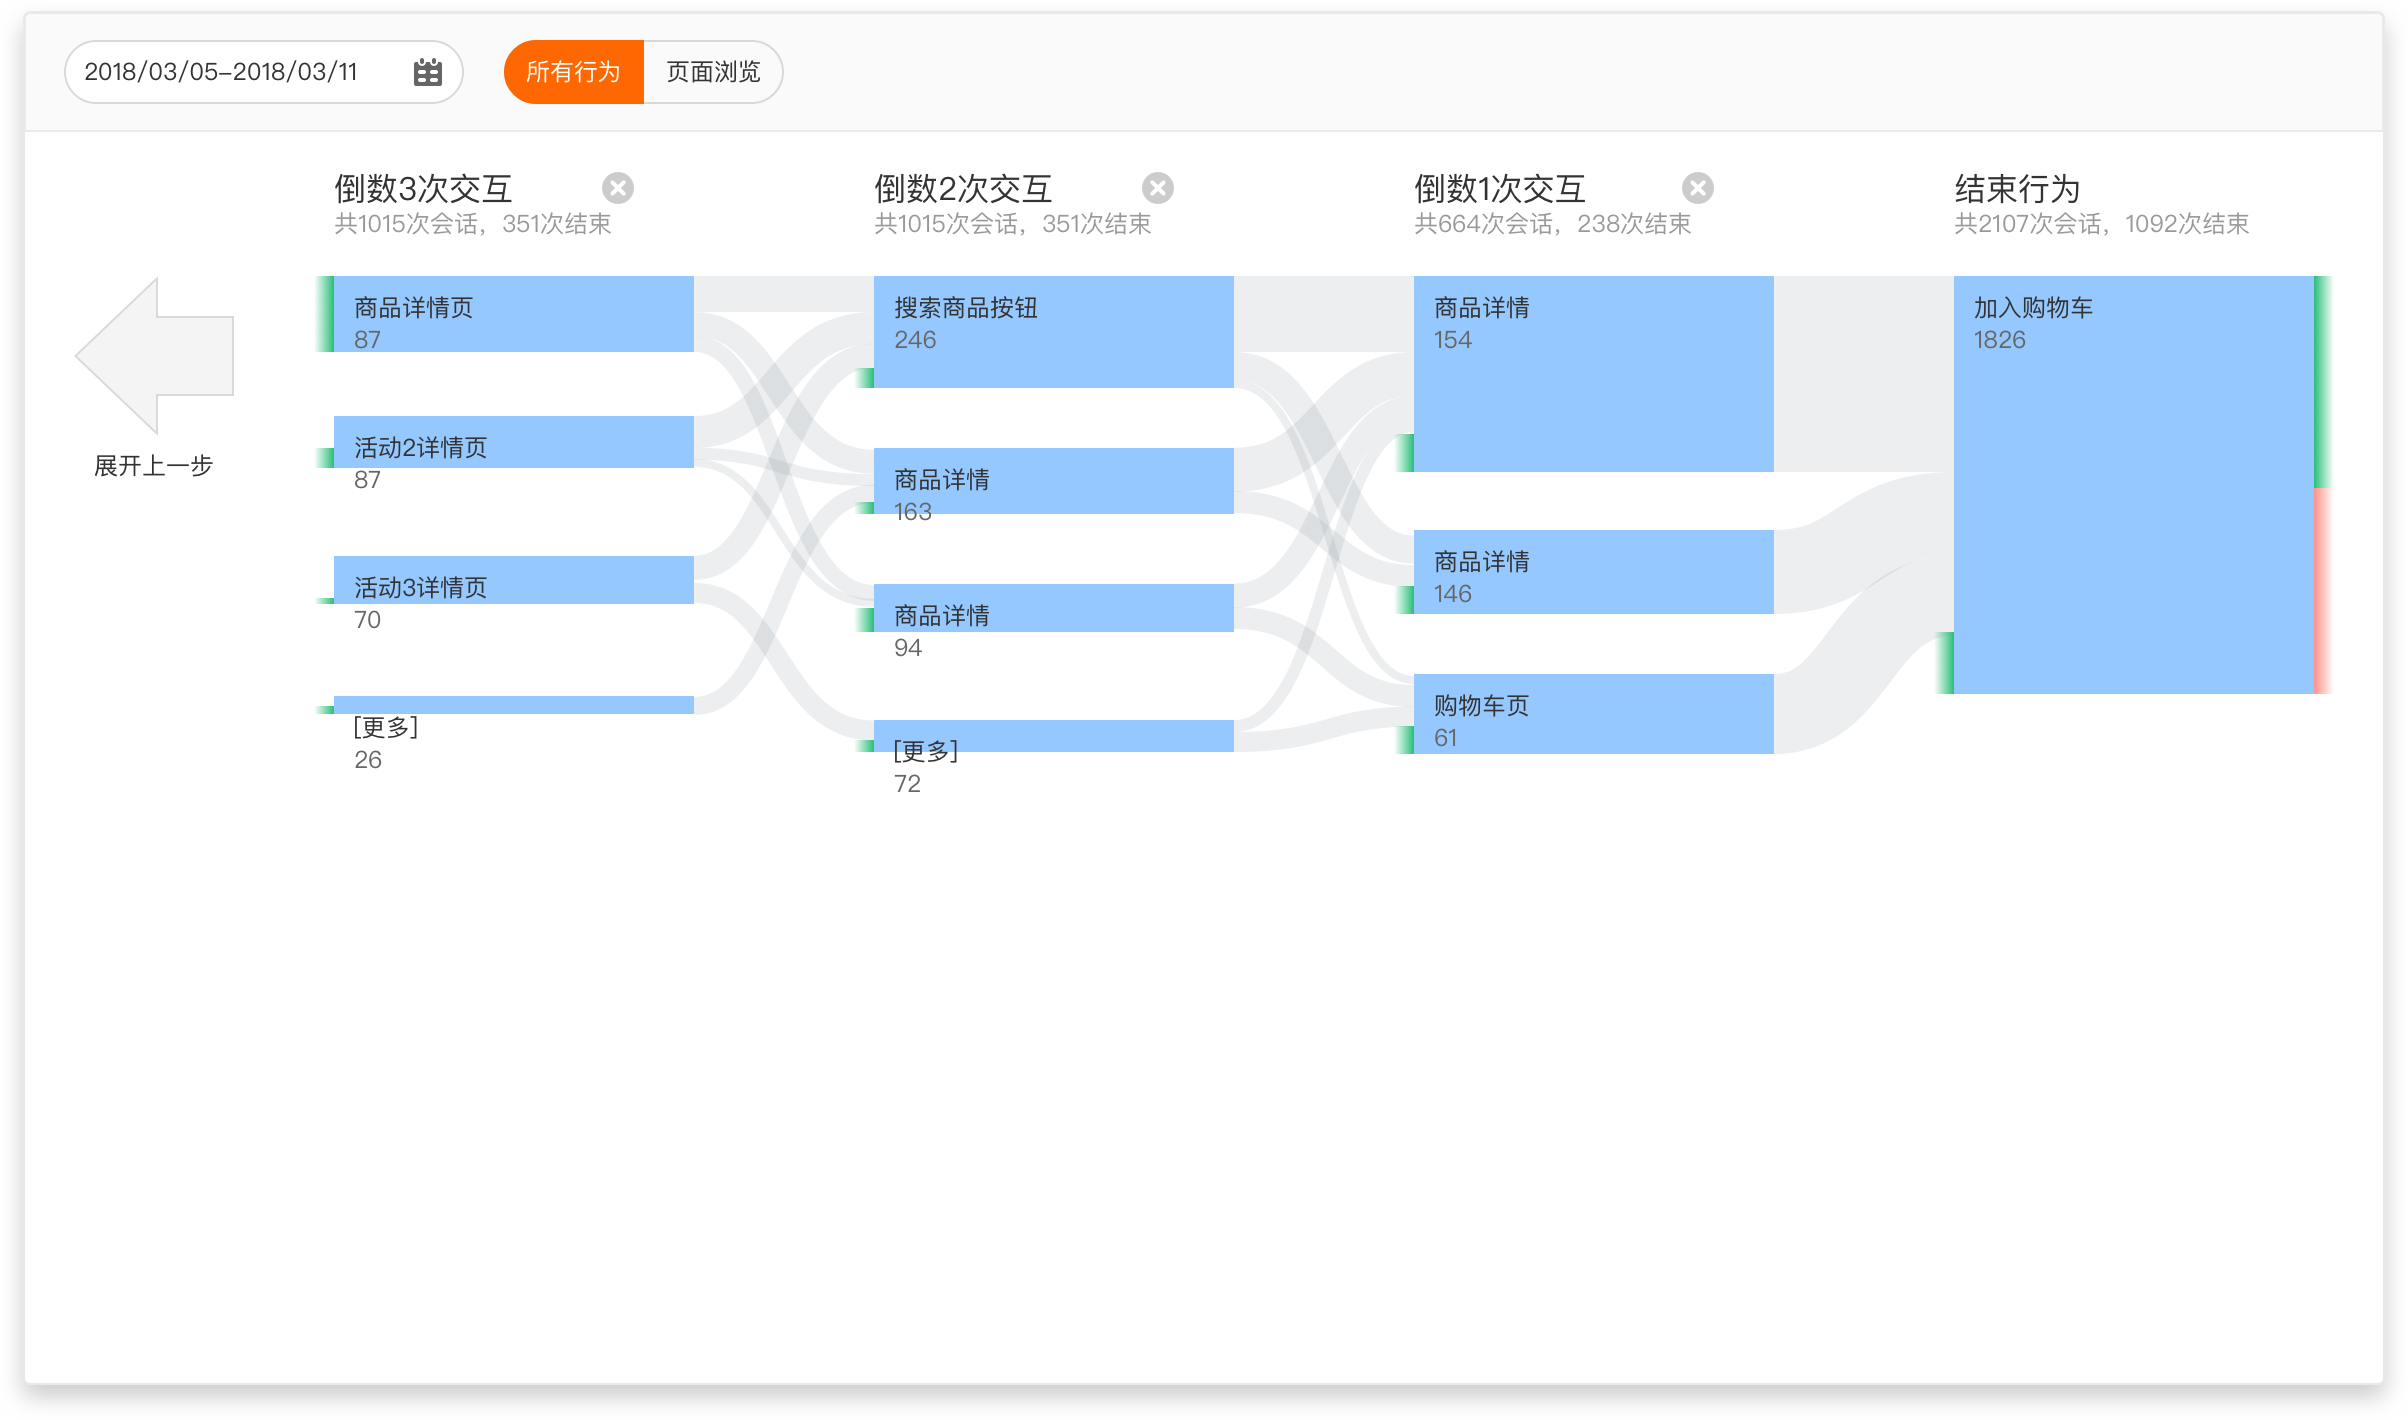 2018/03/05-2018/03/11
所有行为
页面浏览
倒数3次交互
共1015次会话，351次结束
倒数2次交互
共1015次会话，351次结束
倒数1次交互
共664次会话，238次结束
结束行为
共2107次会话，1092次结束
展开上一步
商品详情页
87
活动2详情页
87
活动3详情页
70
[更多]
26
搜索商品按钮
246
商品详情
163
商品详情
94
[更多]
72
商品详情
154
商品详情
146
购物车页
61
加入购物车
1826